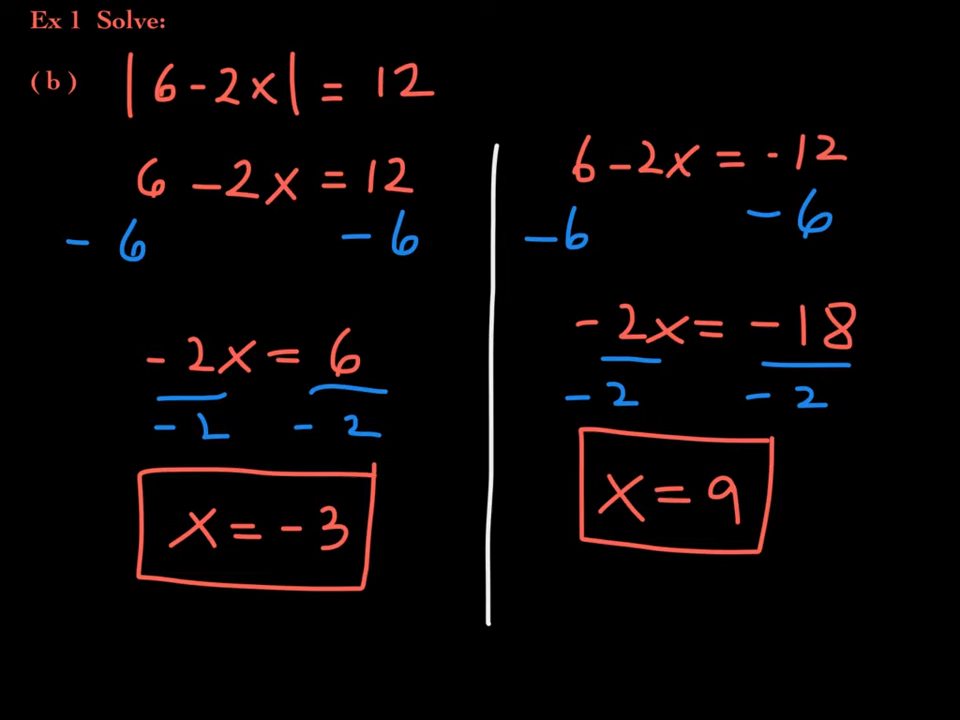 Ex 1 Solve:
(b) |6-2x| = 12
6 -2x = 12
- 6 - 6
-2x = 6
-2 -2
x = -3
6-2x = -12
-6 -6
-2x = -18
-2 -2
x = 9